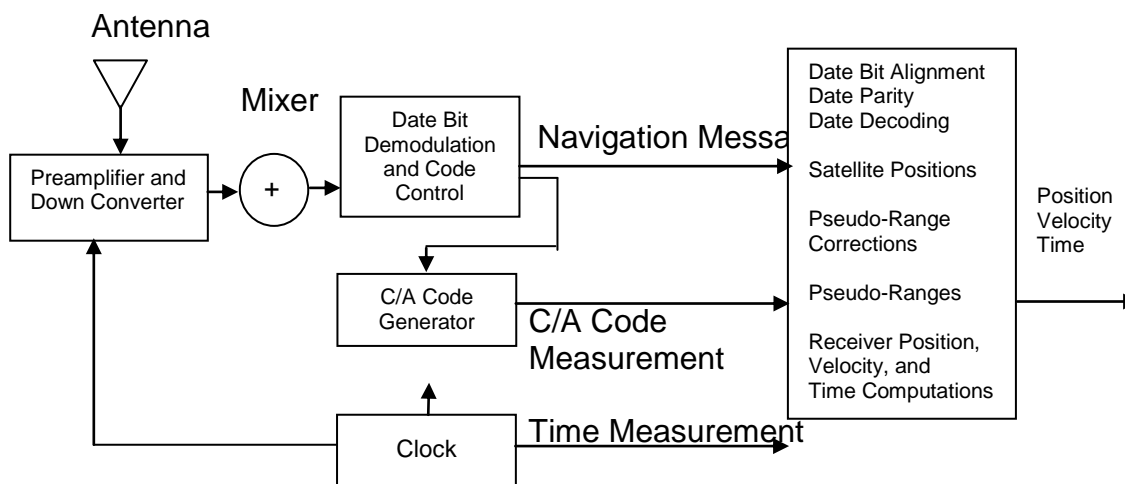 Antenna
Mixer
Preamplifier and
Down Converter
+
Date Bit
Demodulation
and Code
Control
Navigation Messa
C/A Code
Generator
C/A Code
Measurement
Clock
Time Measurement
Date Bit Alignment
Date Parity
Date Decoding
Satellite Positions
Pseudo-Range
Corrections
Pseudo-Ranges
Receiver Position,
Velocity, and
Time Computations
Position
Velocity
Time